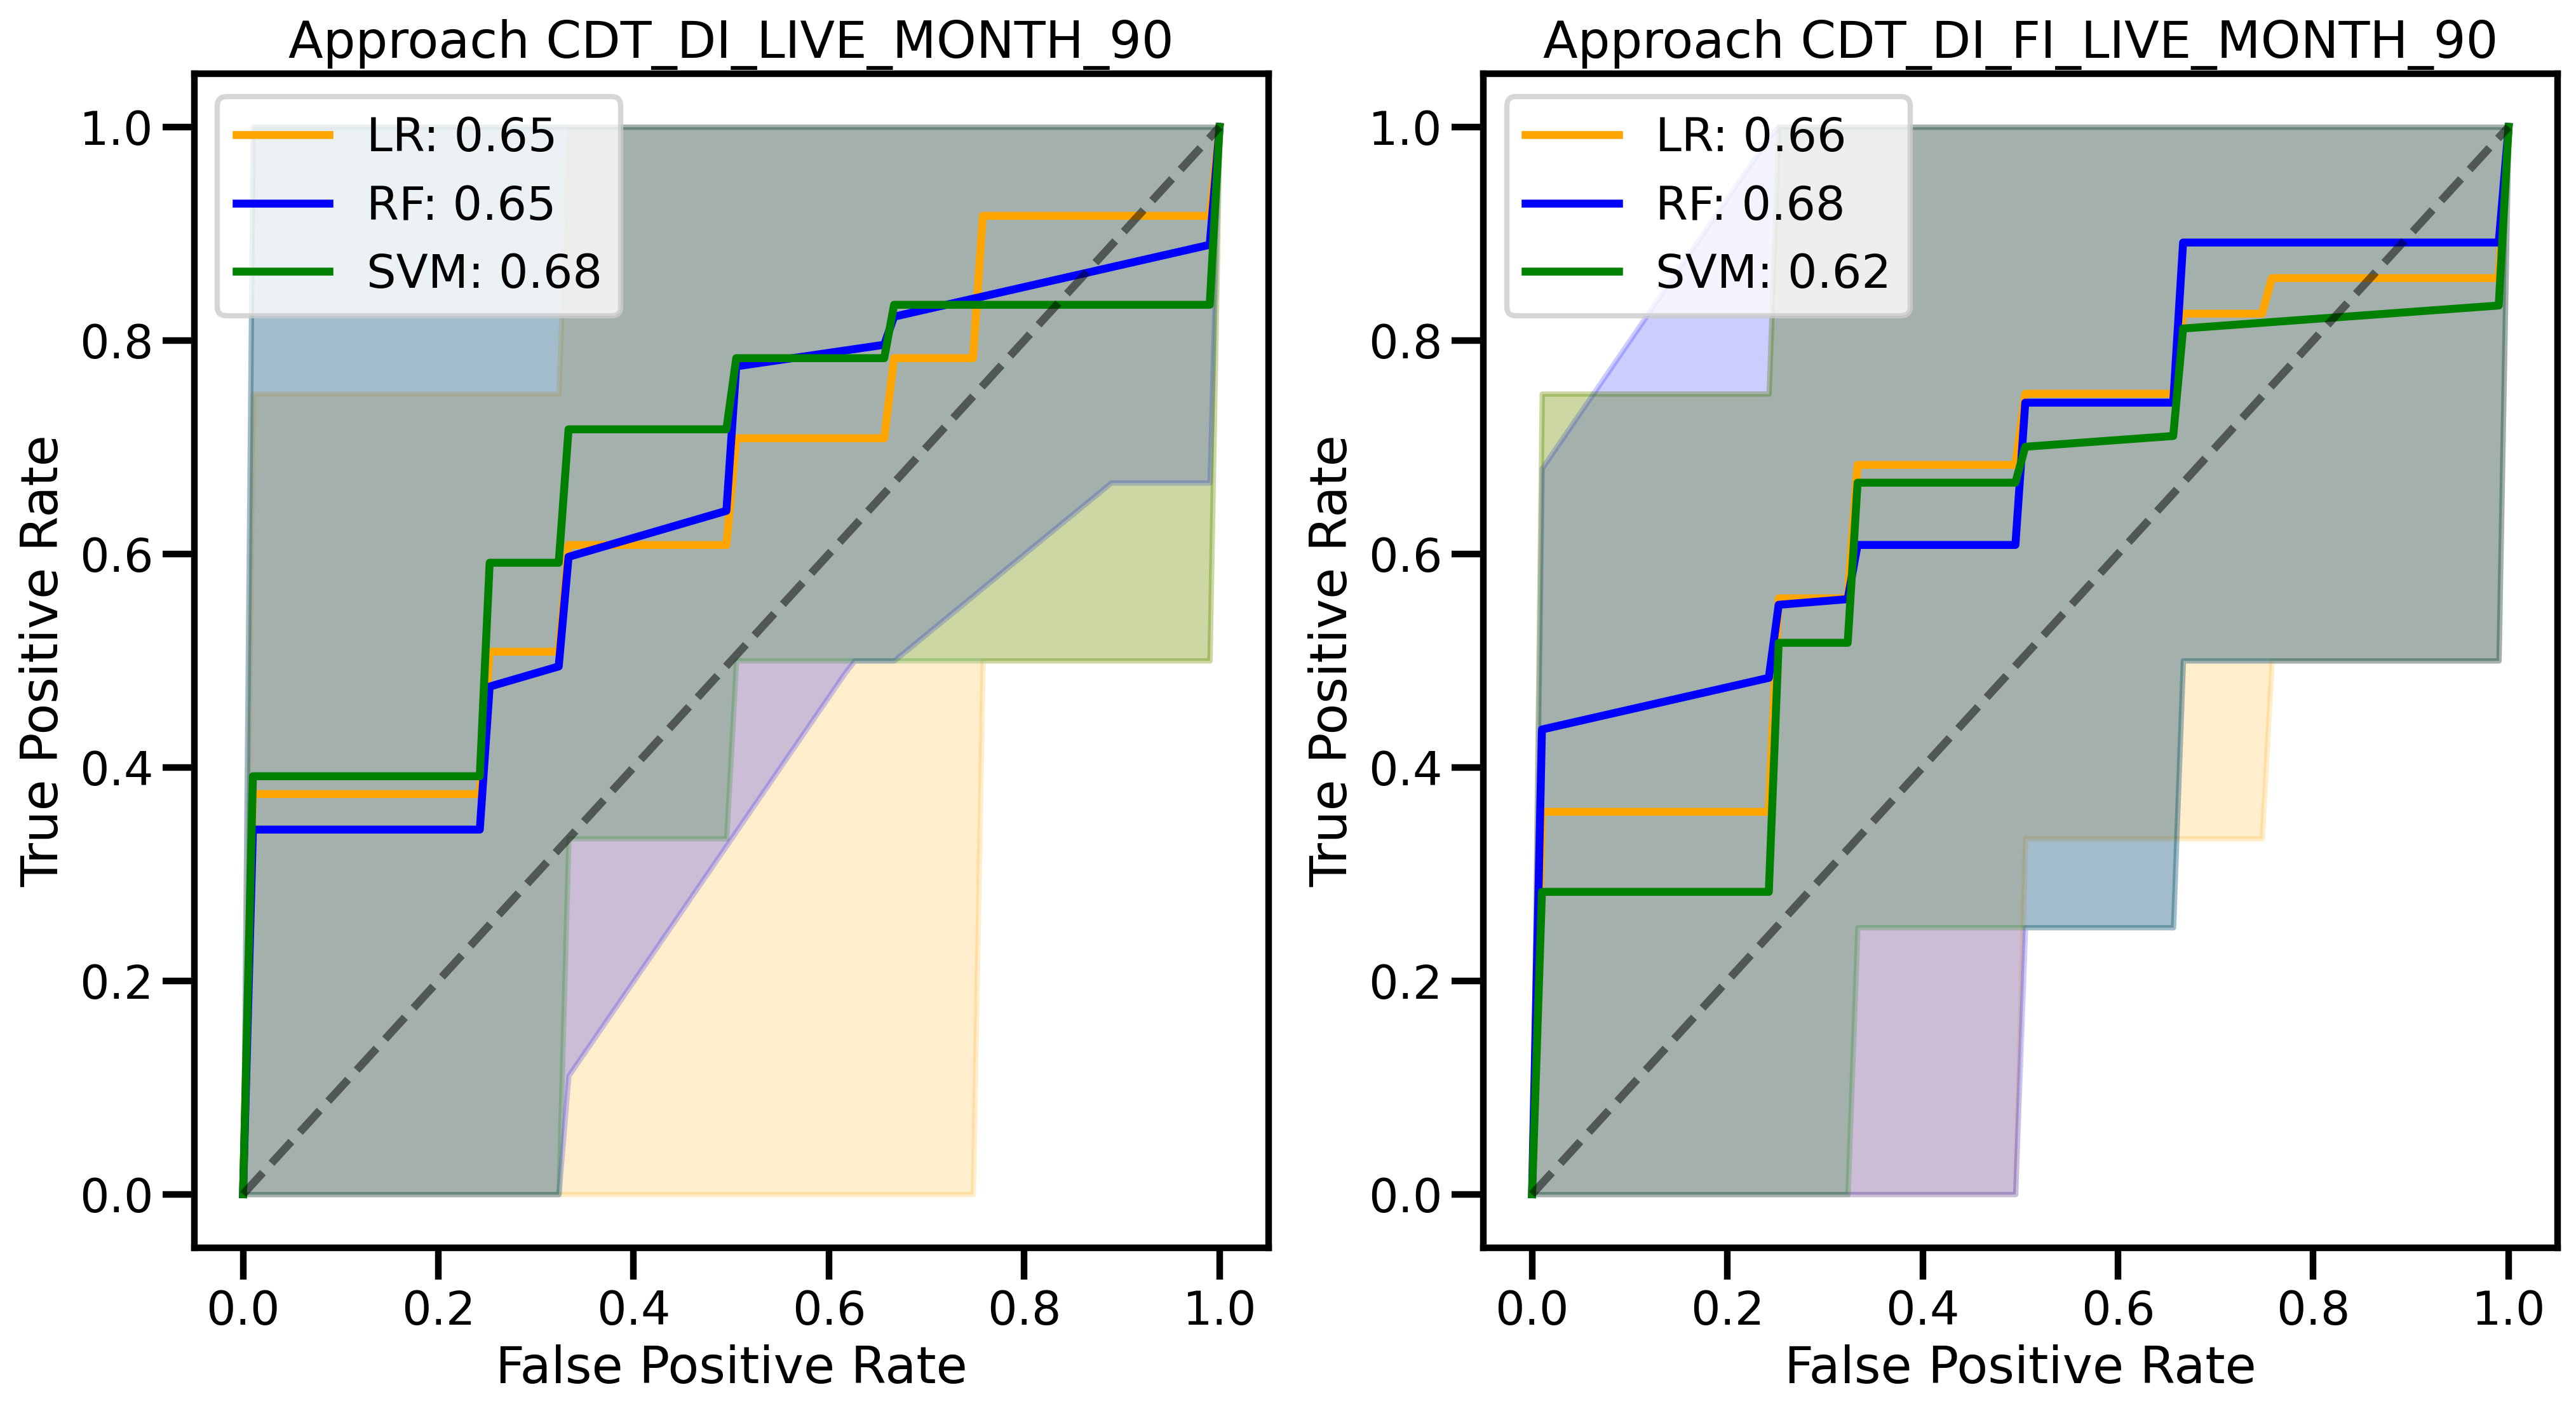 Approach CDT_DI_LIVE_MONTH_90
LR: 0.65
RF: 0.65
SVM: 0.68
1.0
0.8
0.6
0.4
0.2
0.0
True Positive Rate
0.0 0.2 0.4 0.6 0.8 1.0
False Positive Rate
Approach CDT_DI_FI_LIVE_MONTH_90
LR: 0.66
RF: 0.68
SVM: 0.62
1.0
0.8
0.6
0.4
0.2
0.0
True Positive Rate
0.0 0.2 0.4 0.6 0.8 1.0
False Positive Rate